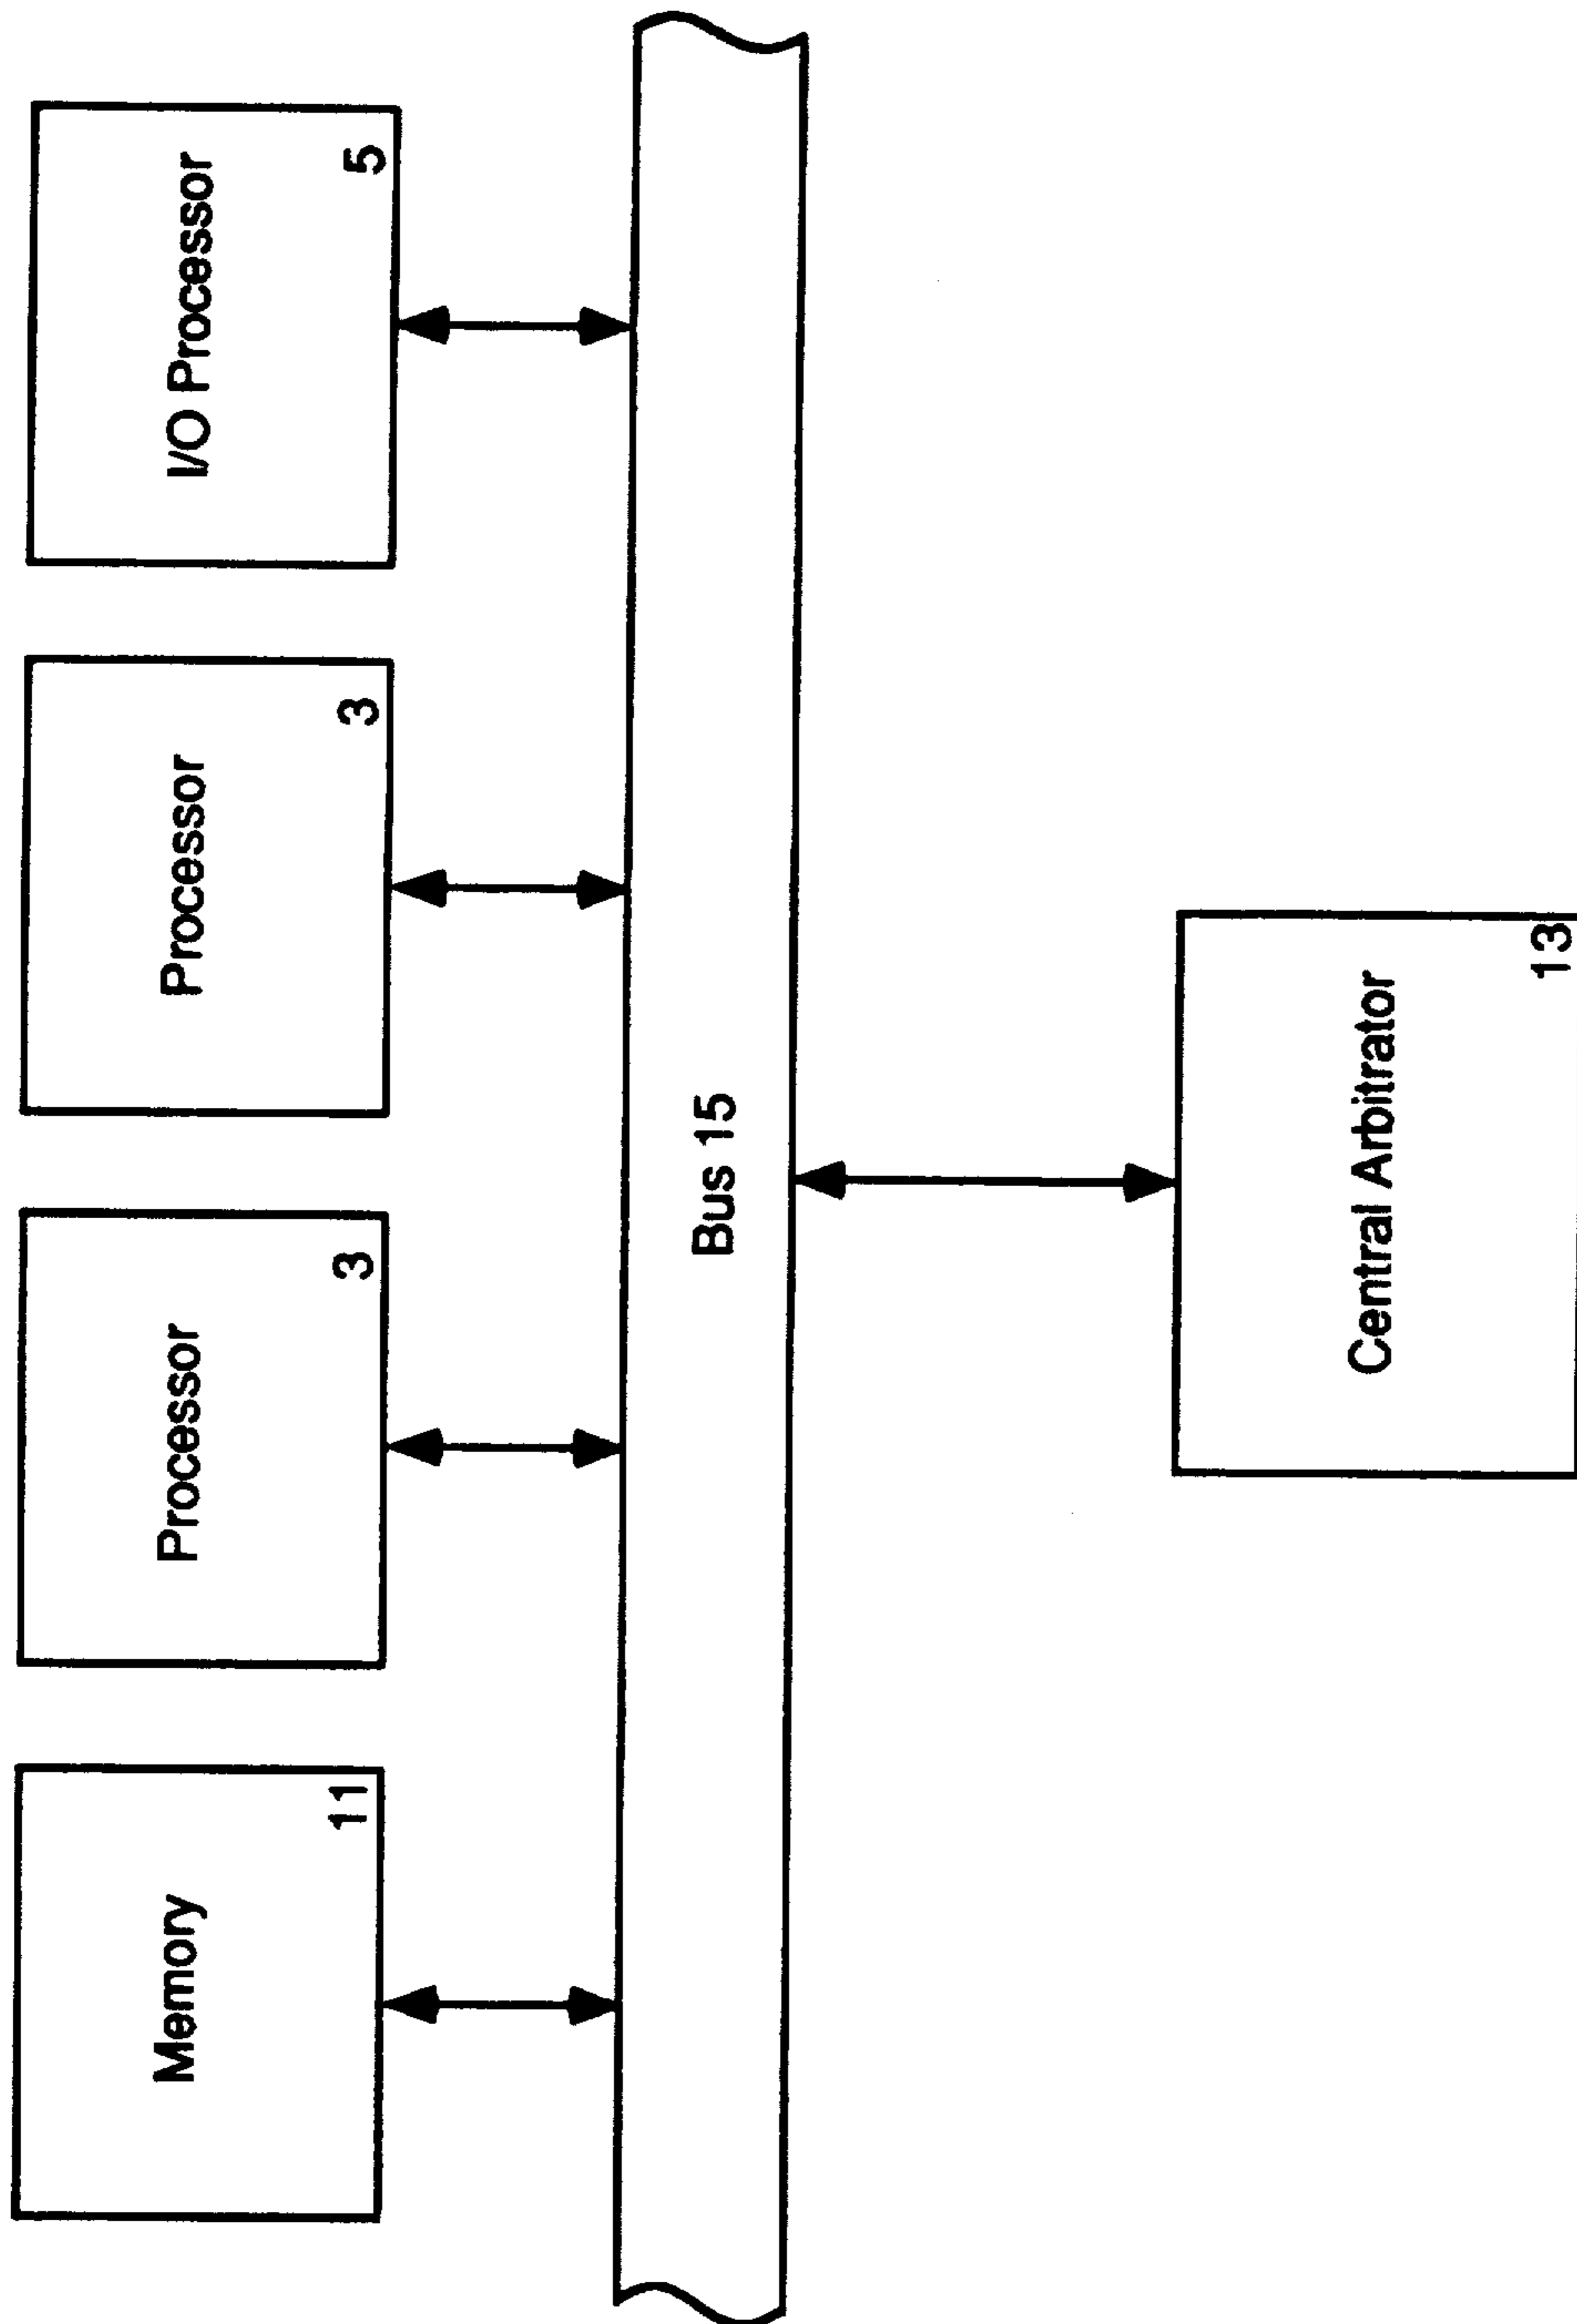 Memory
11
Processor
3
Processor
3
I/O Processor
5
Bus 15
Central Arbitrator
13